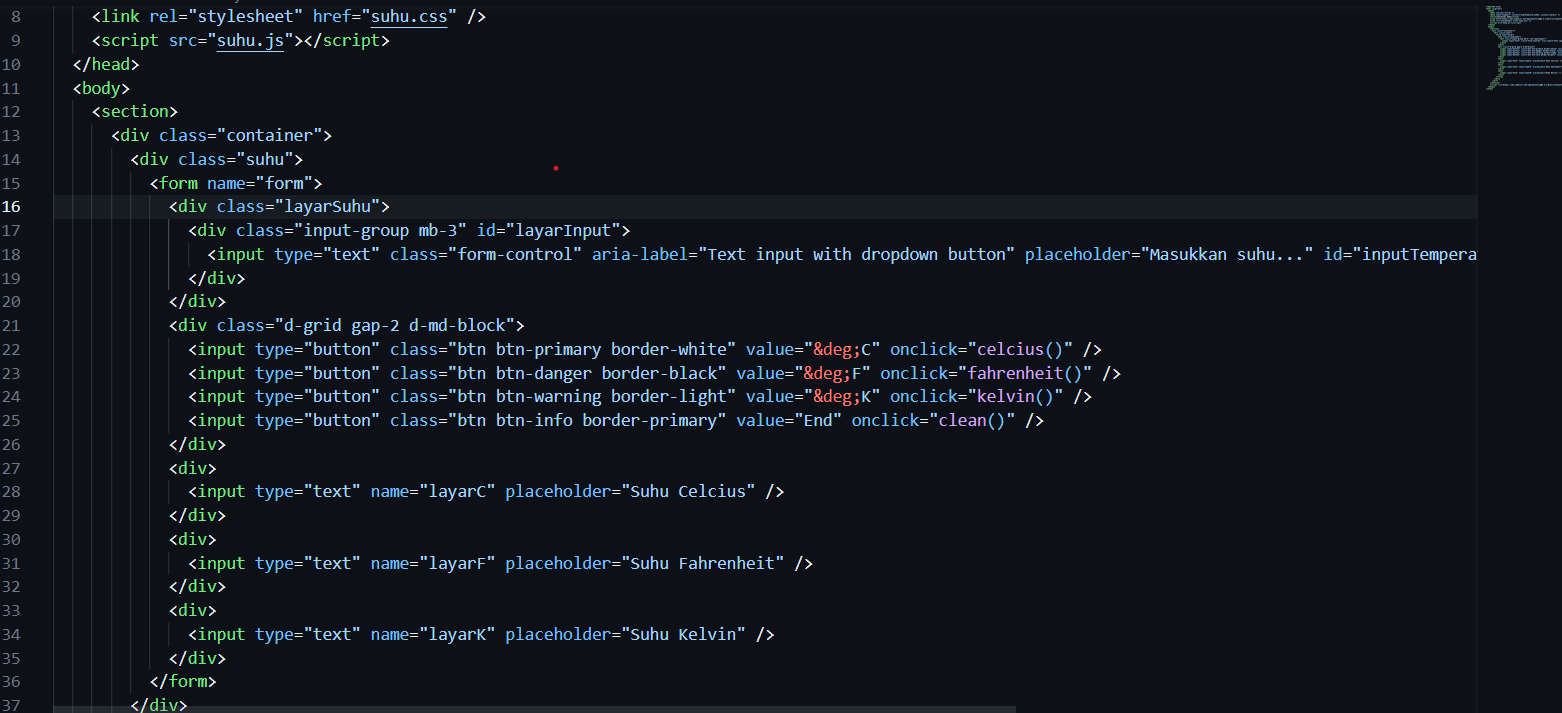 8 <link rel="stylesheet" href="suhu.css" />
9 <script src="suhu.js"></script>
10 </head>
11 <body>
12 <section>
13 <div class="container">
14 <div class="suhu">
15 <form name="form">
16 <div class="layarSuhu">
17 <div class="input-group mb-3" id="layarInput">
18 <input type="text" class="form-control" aria-label="Text input with dropdown button" placeholder="Masukkan suhu..." id="inputTempera
19 </div>
20 </div>
21 <div class="d-grid gap-2 d-md-block">
22 <input type="button" class="btn btn-primary border-white" value="&deg;C" onclick="celcius()" />
23 <input type="button" class="btn btn-danger border-black" value="&deg;F" onclick="fahrenheit()" />
24 <input type="button" class="btn btn-warning border-light" value="&deg;K" onclick="kelvin()" />
25 <input type="button" class="btn btn-info border-primary" value="End" onclick="clean()" />
26 </div>
27 <div>
28 <input type="text" name="layarC" placeholder="Suhu Celcius" />
29 </div>
30 <div>
31 <input type="text" name="layarF" placeholder="Suhu Fahrenheit" />
32 </div>
33 <div>
34 <input type="text" name="layarK" placeholder="Suhu Kelvin" />
35 </div>
36 </form>
37 </div>